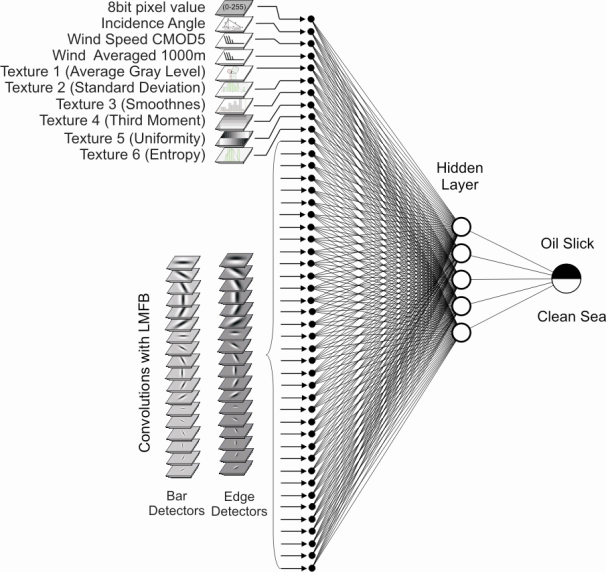 8bit pixel value
(0-255)
Incidence Angle
Wind Speed CMOD5
Wind Averaged 1000m
Texture 1 (Average Gray Level)
Texture 2 (Standard Deviation)
Texture 3 (Smoothnes)
Texture 4 (Third Moment)
Texture 5 (Uniformity)
Texture 6 (Entropy)
Hidden
Layer
Oil Slick
Clean Sea
Convolutions with LMFB
Bar
Detectors
Edge
Detectors